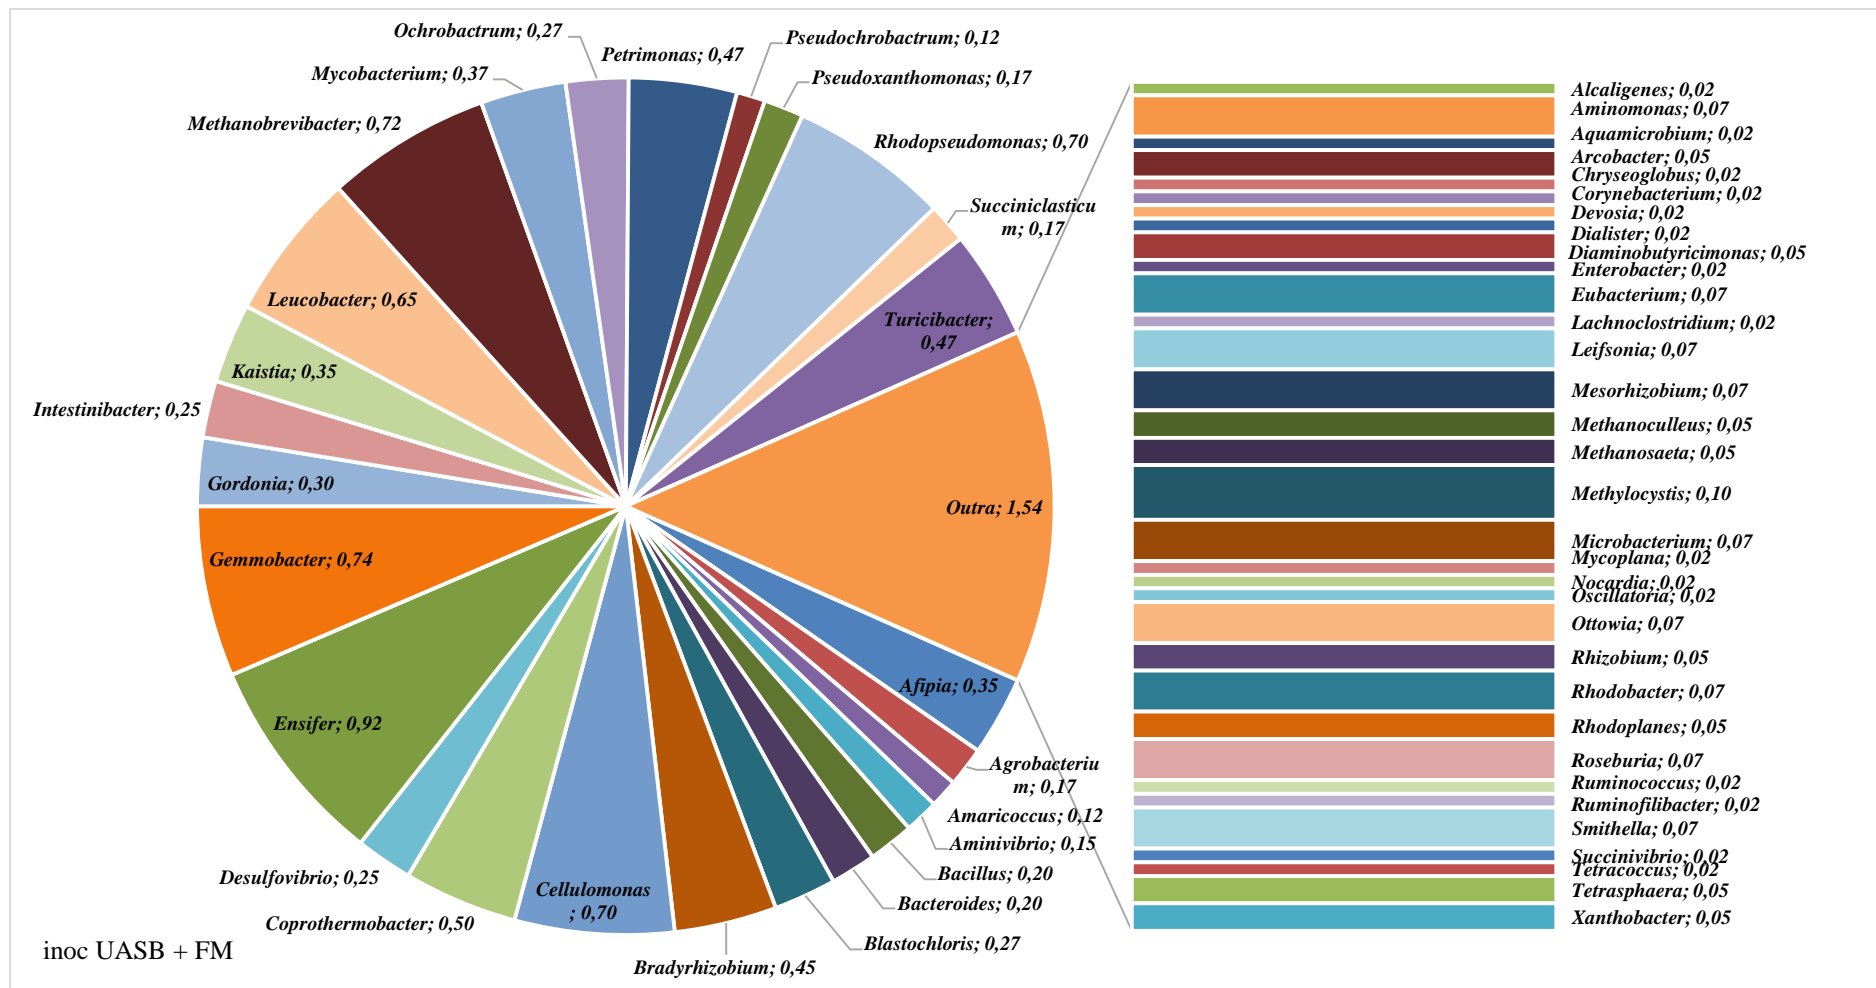 Ochrobactrum; 0,27
Petrimonas; 0,47
Pseudochrobactrum; 0,12
Mycobacterium; 0,37
Pseudoxanthomonas; 0,17
Methanobrevibacter; 0,72
Rhodopseudomonas; 0,70
Succiniclasticu
m; 0,17
Leucobacter; 0,65
Turicibacter;
0,47
Kaistia; 0,35
Intestinibacter; 0,25
Gordonia; 0,30
Outra; 1,54
Gemmobacter; 0,74
Afipia; 0,35
Ensifer; 0,92
Agrobacteriu
m; 0,17
Amaricoccus; 0,12
Aminivibrio; 0,15
Bacillus; 0,20
Desulfovibrio; 0,25
Cellulomonas
; 0,70
Bacteroides; 0,20
Coprothermobacter; 0,50
Blastochloris; 0,27
Bradyrhizobium; 0,45
inoc UASB + FM
Alcaligenes; 0,02
Aminomonas; 0,07
Aquamicrobium; 0,02
Arcobacter; 0,05
Chryseoglobus; 0,02
Corynebacterium; 0,02
Devosia; 0,02
Dialister; 0,02
Diaminobutyricimonas; 0,05
Enterobacter; 0,02
Eubacterium; 0,07
Lachnoclostridium; 0,02
Leifsonia; 0,07
Mesorhizobium; 0,07
Methanoculleus; 0,05
Methanosaeta; 0,05
Methylocystis; 0,10
Microbacterium; 0,07
Mycoplana; 0,02
Nocardia; 0,02
Oscillatoria; 0,02
Ottowia; 0,07
Rhizobium; 0,05
Rhodobacter; 0,07
Rhodoplanes; 0,05
Roseburia; 0,07
Ruminococcus; 0,02
Ruminofilibacter; 0,02
Smithella; 0,07
Succinivibrio; 0,02
Tetracoccus; 0,02
Tetrasphaera; 0,05
Xanthobacter; 0,05